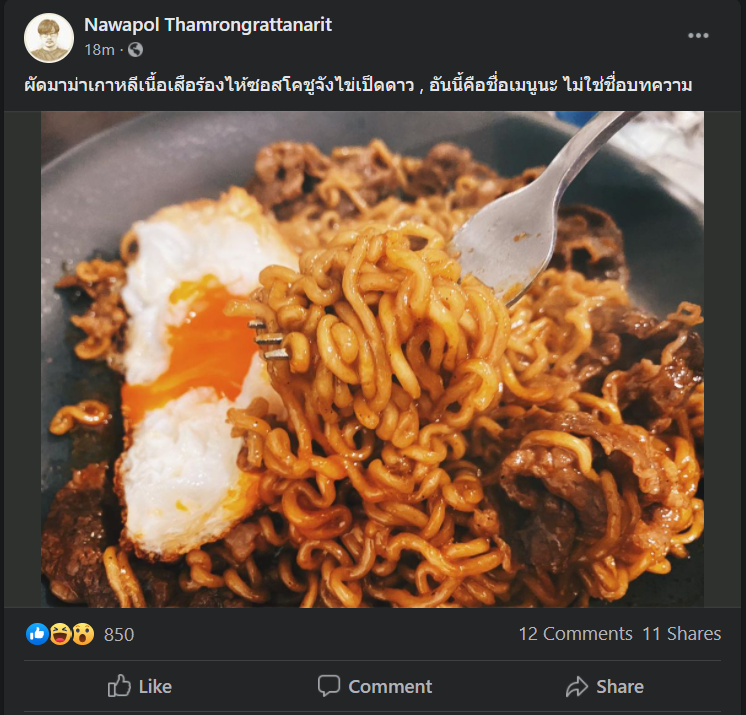 Nawapol Thamrongrattanarit
18m ·
ผัดมาม่าเกาหลีเนื้อเสือร้องไห้ซอสโคชูจังไข่เป็ดดาว , อันนี้คือชื่อเมนูนะ ไม่ใช่ชื่อบทความ
850
12 Comments 11 Shares
Like Comment Share